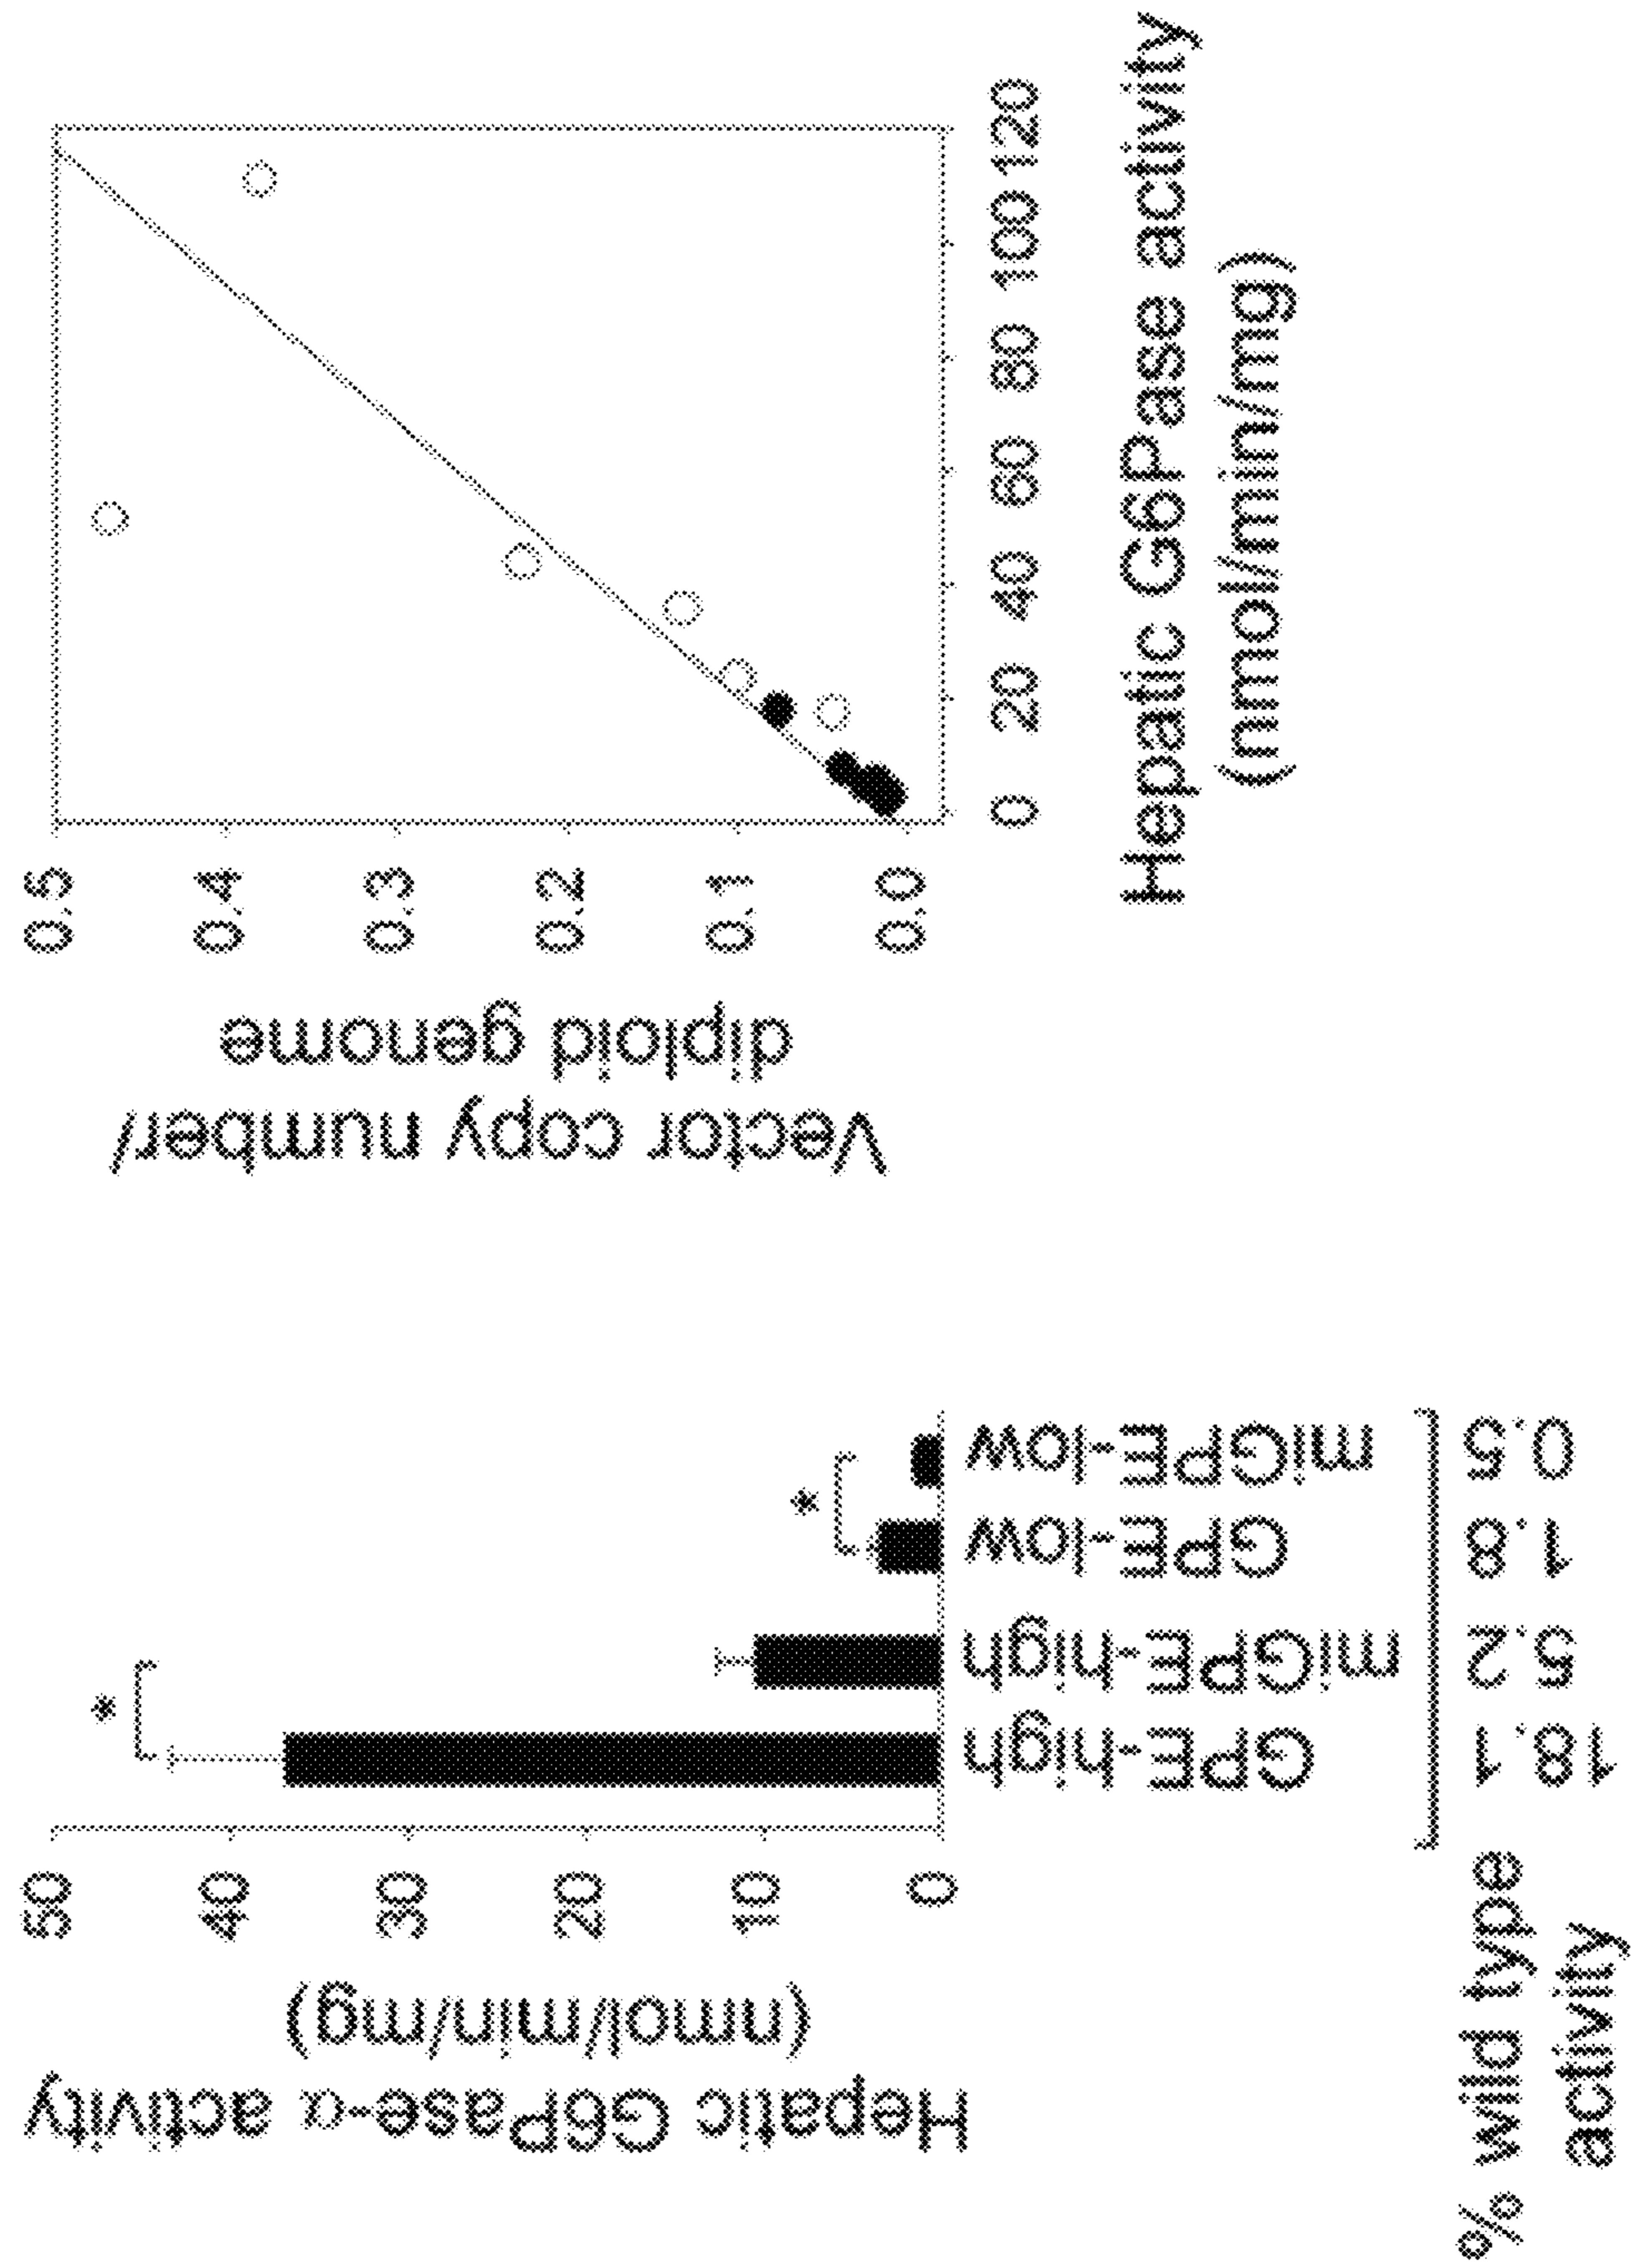 Hepatic G6Pase-α activity
(nmol/min/mg)
50
40
30
20
10
0
*
*
GPE-high
miGPE-high
GPE-low
miGPE-low
% wild type
activity
18.1
5.2
1.8
0.5
Vector copy number/
diploid genome
0.5
0.4
0.3
0.2
0.1
0.0
0
20
40
60
80
100
120
Hepatic G6Pase activity
(nmol/min/mg)